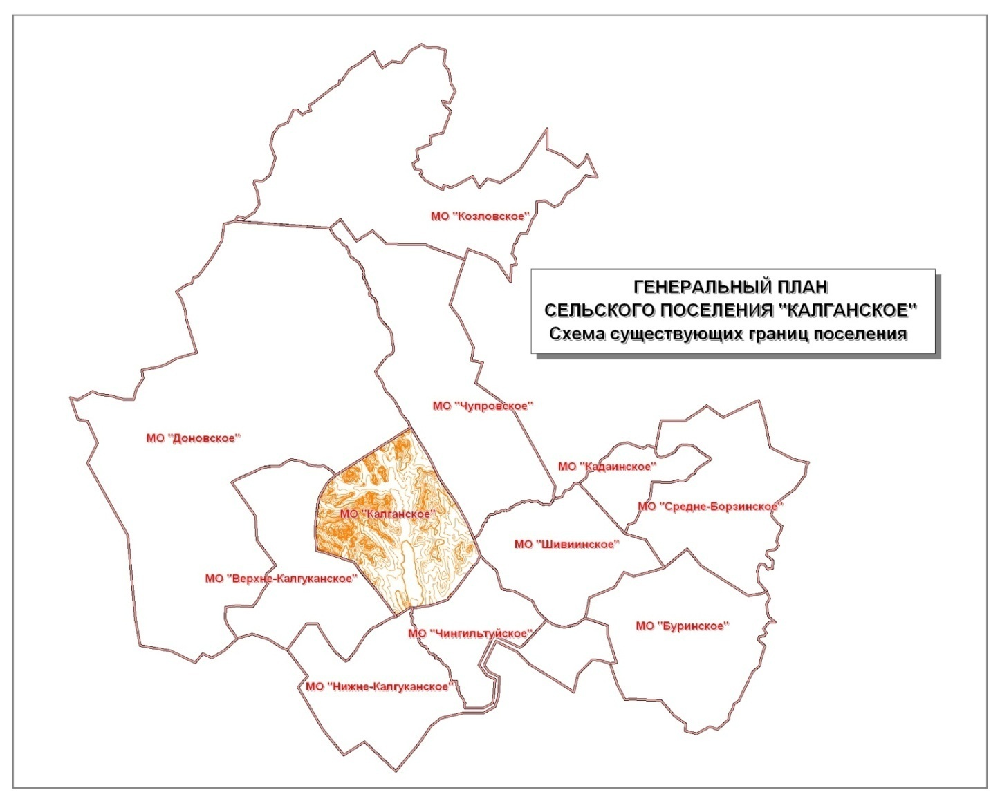 МО "Козловское"
ГЕНЕРАЛЬНЫЙ ПЛАН
СЕЛЬСКОГО ПОСЕЛЕНИЯ "КАЛГАНСКОЕ"
Схема существующих границ поселения
МО "Чупровское"
МО "Доновское"
МО "Кадаинское"
МО "Средне-Борзинское"
МО "Калганское"
МО "Шивиинское"
МО "Верхне-Калгуканское"
МО "Буринское"
МО "Чингильтуйское"
МО "Нижне-Калгуканское"